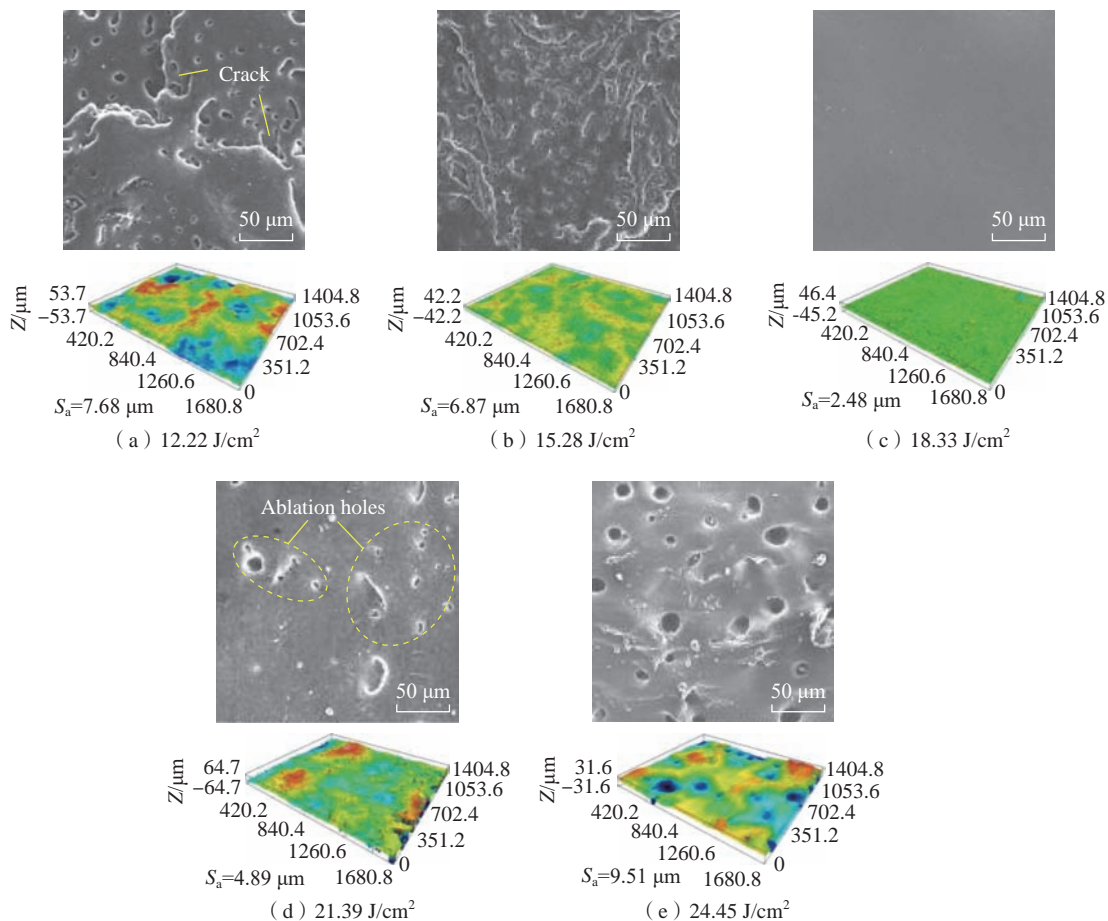 Crack
50 μm
50 μm
50 μm
Z/μm
53.7
−53.7
420.2
840.4
1260.6
1680.8
1404.8
1053.6
702.4
351.2
0
Sa=7.68 μm
(a) 12.22 J/cm²
Z/μm
42.2
−42.2
420.2
840.4
1260.6
1680.8
1404.8
1053.6
702.4
351.2
0
Sa=6.87 μm
(b) 15.28 J/cm²
Z/μm
46.4
-45.2
420.2
840.4
1260.6
1680.8
1404.8
1053.6
702.4
351.2
0
Sa=2.48 μm
(c) 18.33 J/cm²
Ablation holes
50 μm
50 μm
Z/μm
64.7
−64.7
420.2
840.4
1260.6
1680.8
1404.8
1053.6
702.4
351.2
0
Sa=4.89 μm
(d) 21.39 J/cm²
Z/μm
31.6
−31.6
420.2
840.4
1260.6
1680.8
1404.8
1053.6
702.4
351.2
0
Sa=9.51 μm
(e) 24.45 J/cm²